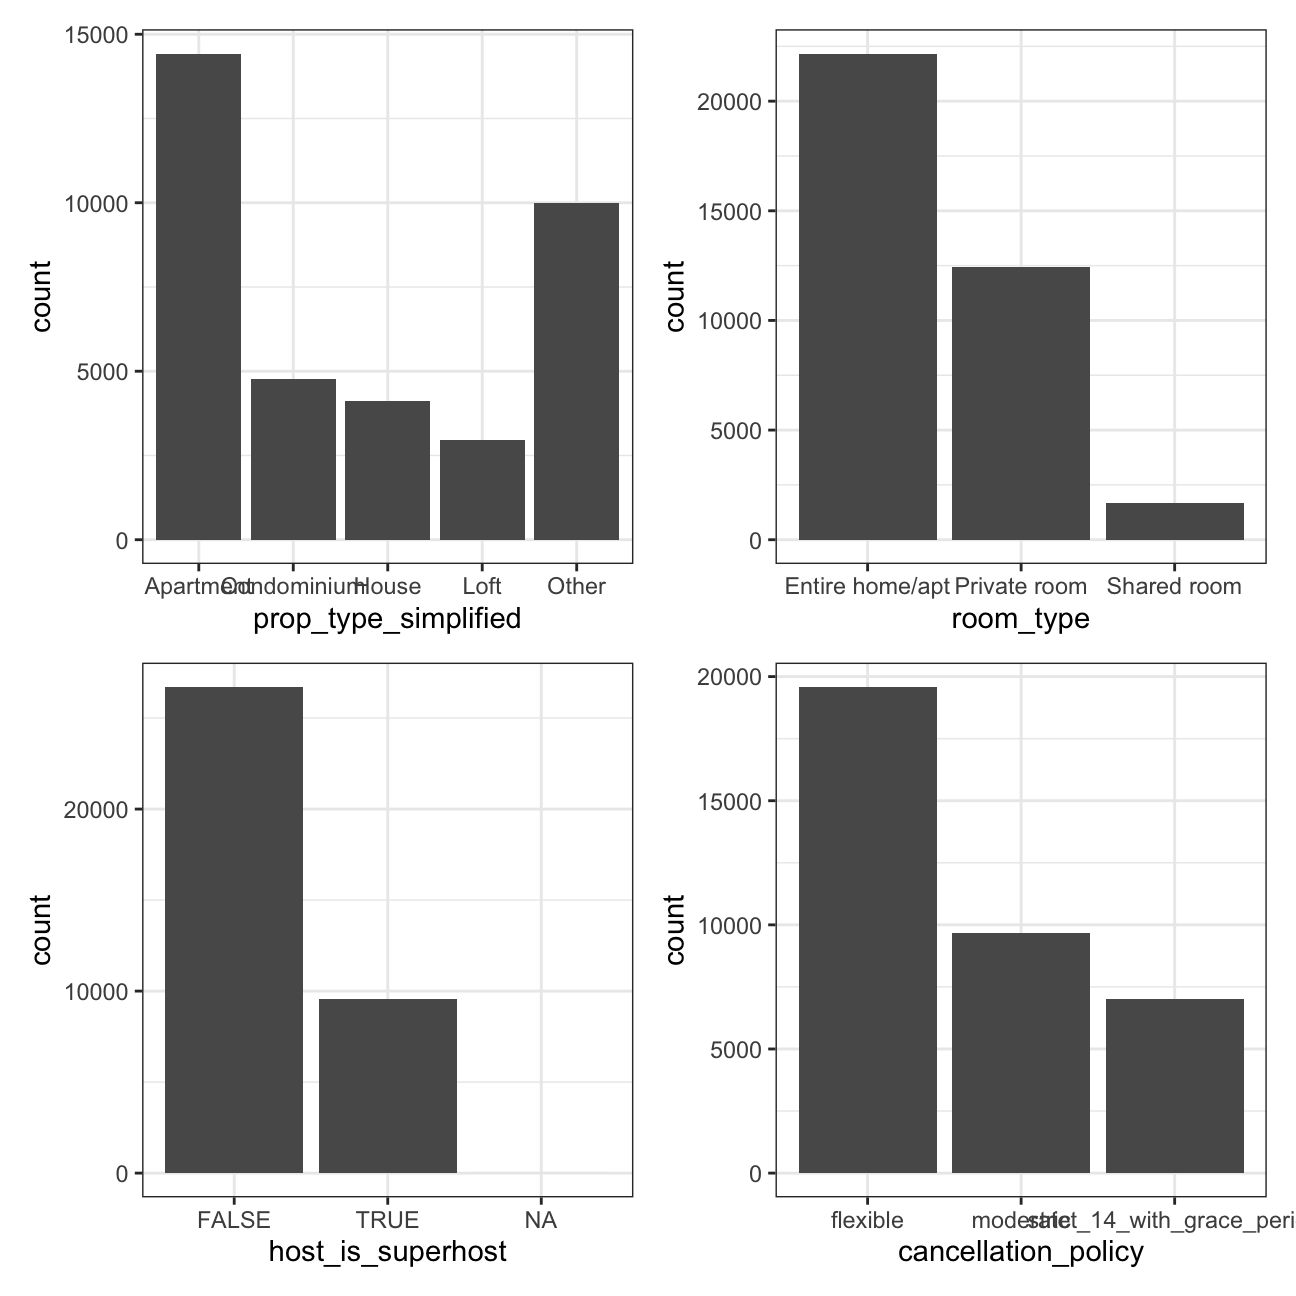 15000
10000
5000
0
count
Apartment Condominium House Loft Other
prop_type_simplified
20000
15000
10000
5000
0
count
Entire home/apt Private room Shared room
room_type
20000
10000
0
count
FALSE TRUE NA
host_is_superhost
20000
15000
10000
5000
0
count
flexible moderate strict_14_with_grace_peri
cancellation_policy